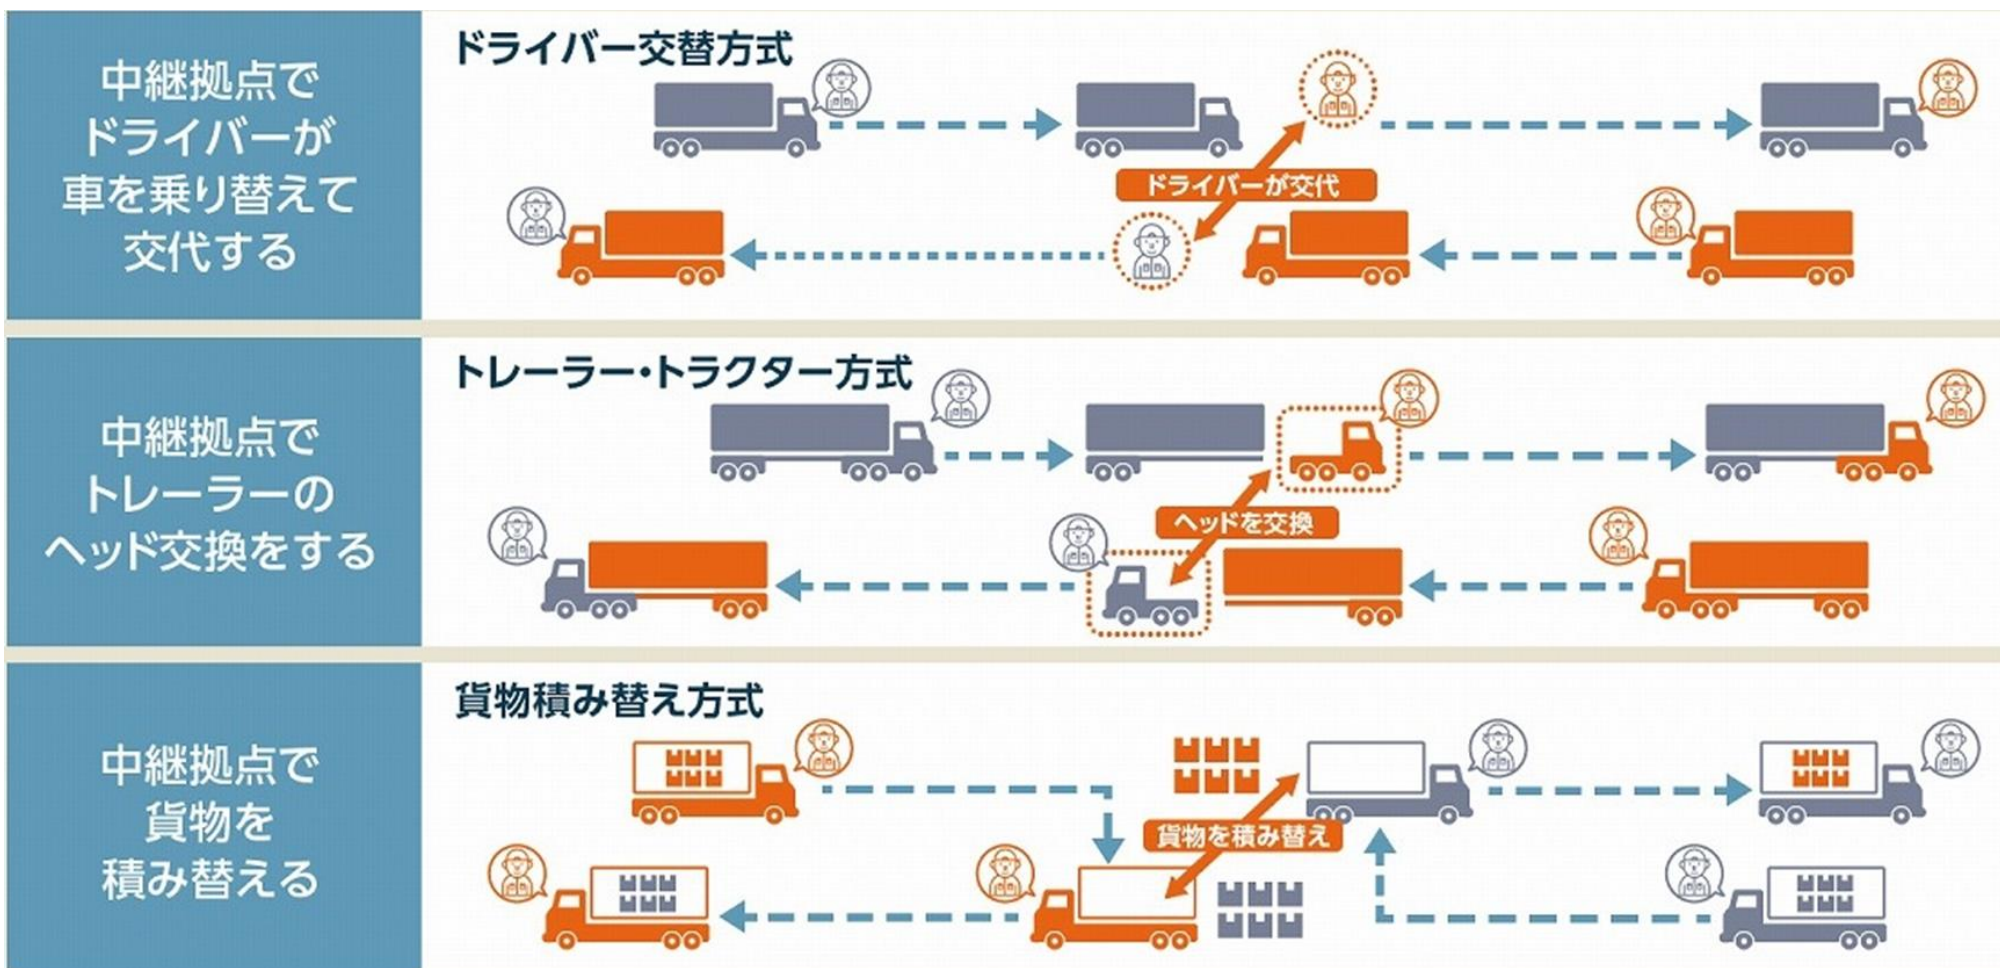 中継拠点で
ドライバーが
車を乗り替えて
交代する
ドライバー交替方式
ドライバーが交代
中継拠点で
トレーラーの
ヘッド交換をする
トレーラー・トラクター方式
ヘッドを交換
中継拠点で
貨物を
積み替える
貨物積み替え方式
貨物を積み替え